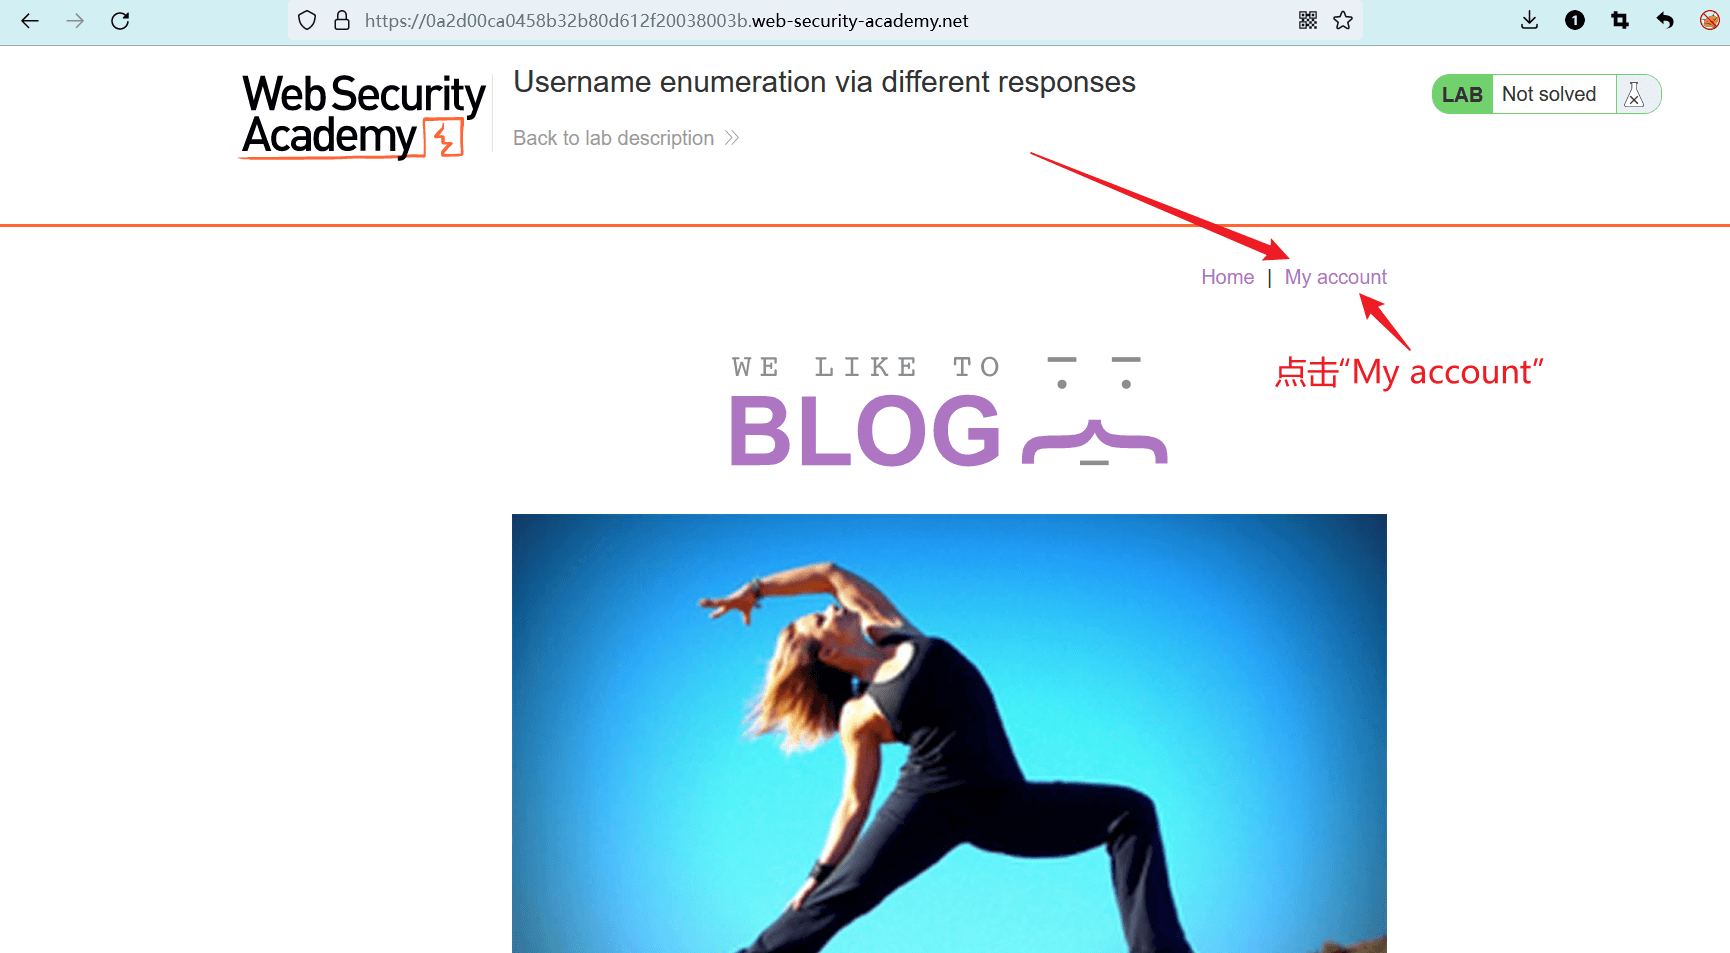 https://0a2d00ca0458b32b80d612f20038003b.web-security-academy.net
1
Web Security
Academy
Username enumeration via different responses
Back to lab description
LAB Not solved
Home | My account
点击“My account”
WE LIKE TO
BLOG